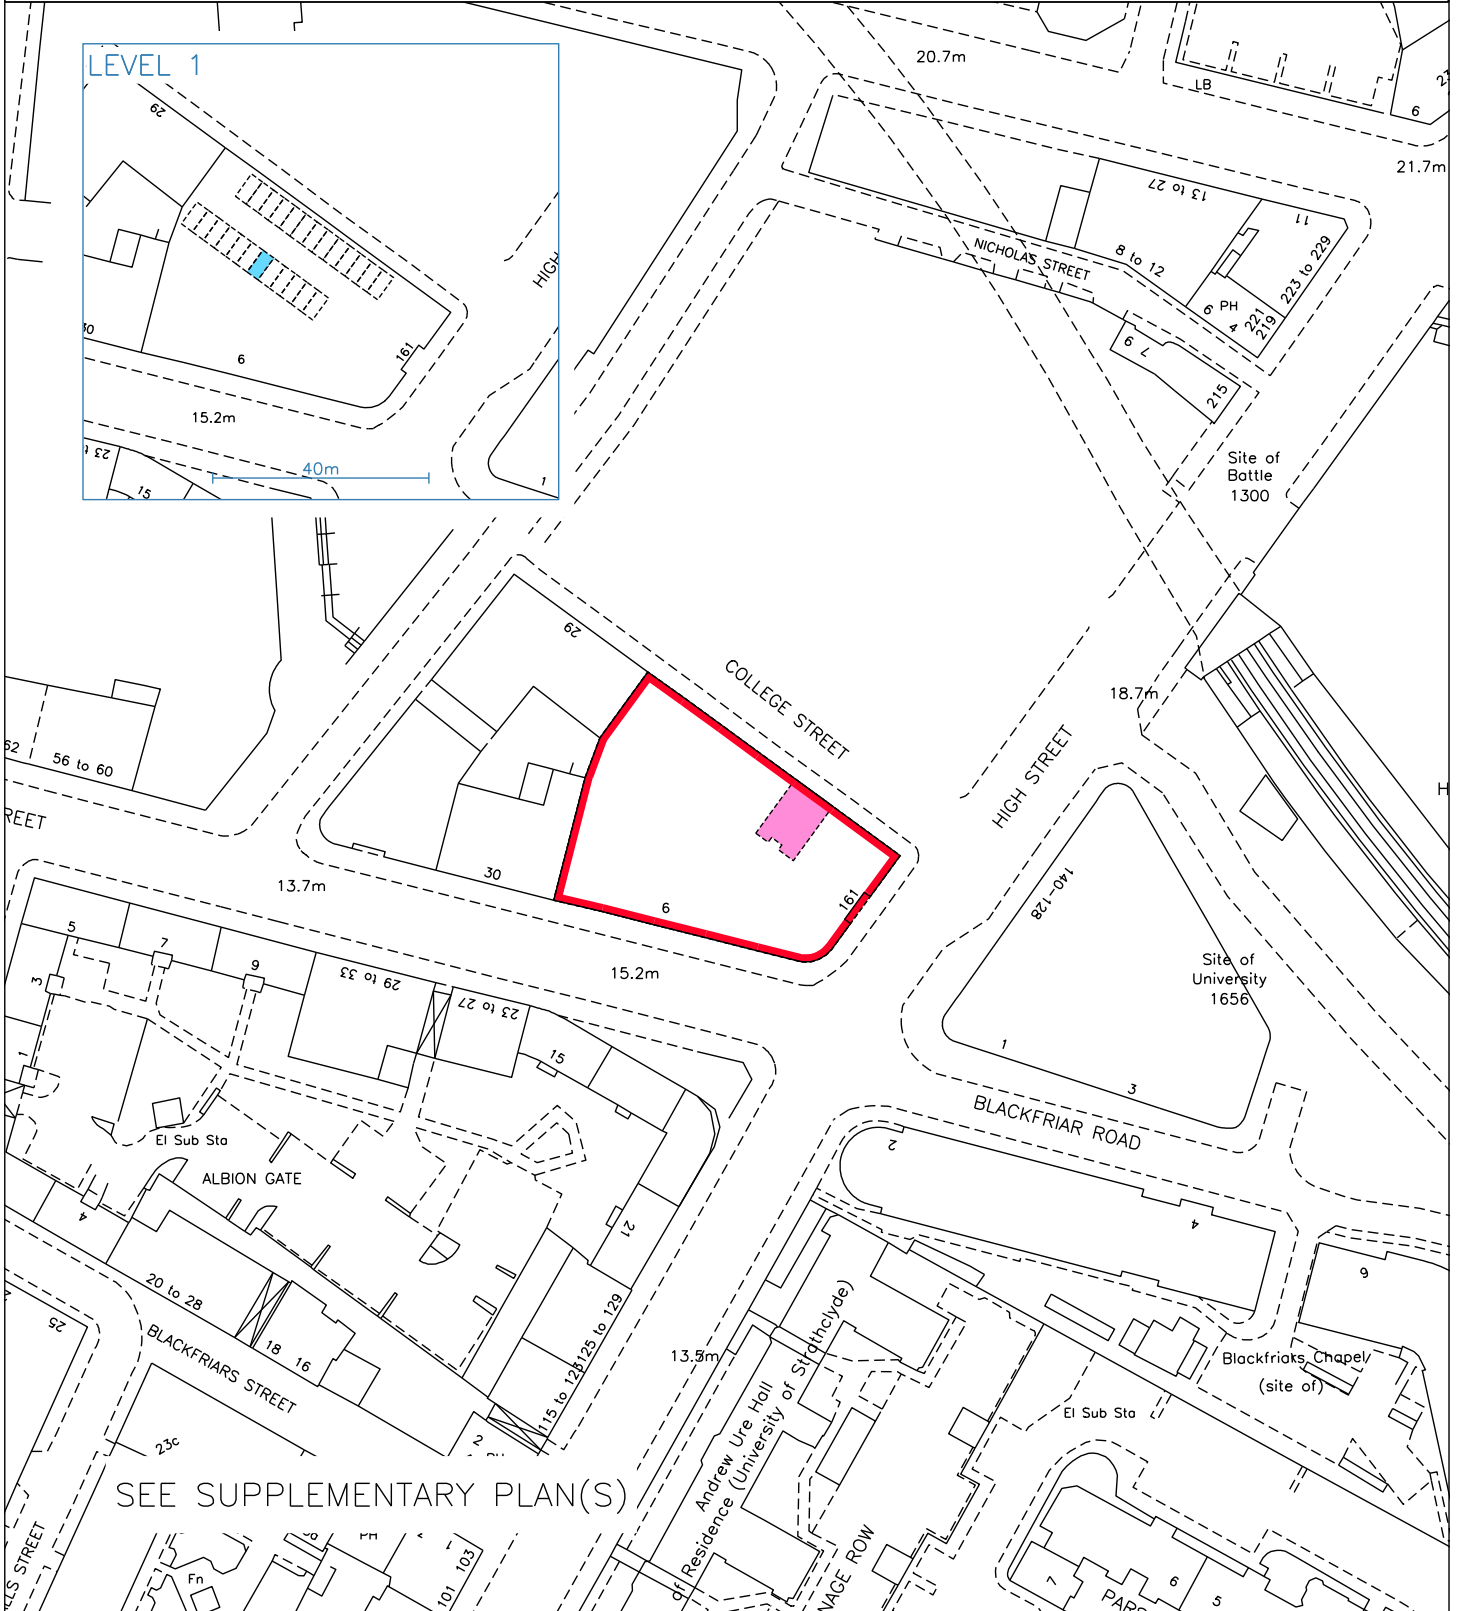 LEVEL 1
29
HIGH
30
6
161
15.2m
23 t
15
40m
1
20.7m
LB
6
21.7m
13 to 27
11
NICHOLAS STREET
8 to 12
223 to 229
6
PH
4
221
219
9
7
215
Site of
Battle
1300
29
COLLEGE STREET
18.7m
HIGH STREET
62
56 to 60
REET
H
13.7m
30
6
161
140-128
15.2m
Site of
University
1656
5
7
9
3
1
29 to 33
23 to 27
15
1
3
BLACKFRIAR ROAD
El Sub Sta
ALBION GATE
2
4
4
21
9
20 to 28
25
BLACKFRIARS STREET
18
16
125 to 129
115 to 123
13.5m
Andrew Ure Hall
of Residence (University of Strathclyde)
Blackfriars Chapel
(site of)
El Sub Sta
23c
2
SEE SUPPLEMENTARY PLAN(S)
PH
LLS STREET
Fn
101
103
NAGE ROW
7
6
5
PARS